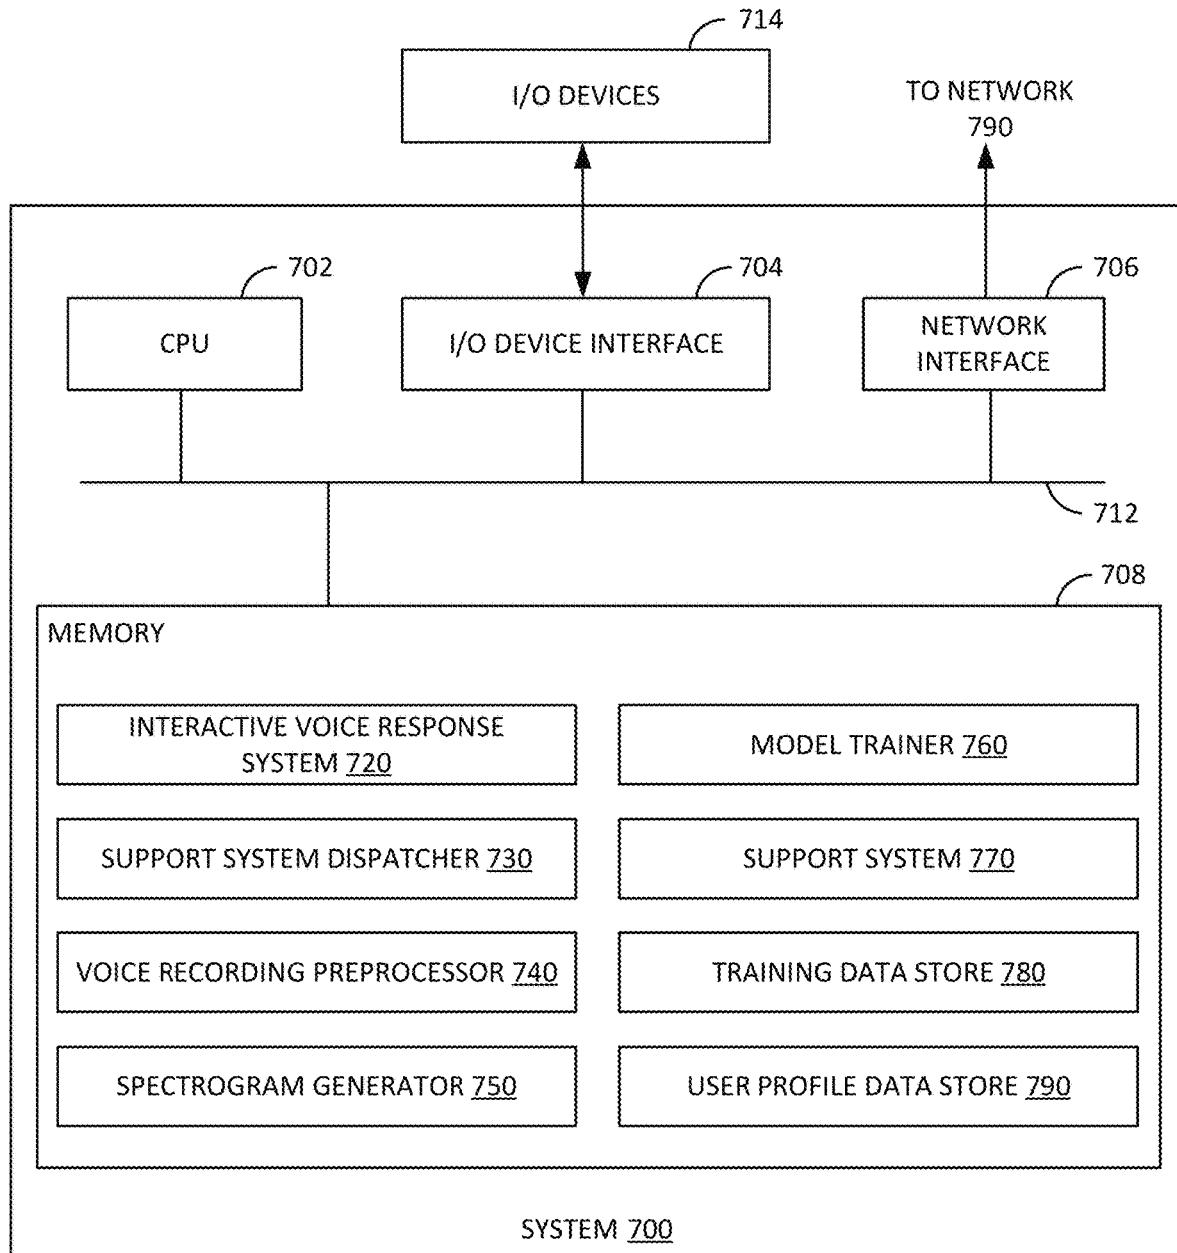 714
I/O DEVICES
TO NETWORK
790
702
704
706
CPU
I/O DEVICE INTERFACE
NETWORK
INTERFACE
712
708
MEMORY
INTERACTIVE VOICE RESPONSE
SYSTEM 720
MODEL TRAINER 760
SUPPORT SYSTEM DISPATCHER 730
SUPPORT SYSTEM 770
VOICE RECORDING PREPROCESSOR 740
TRAINING DATA STORE 780
SPECTROGRAM GENERATOR 750
USER PROFILE DATA STORE 790
SYSTEM 700